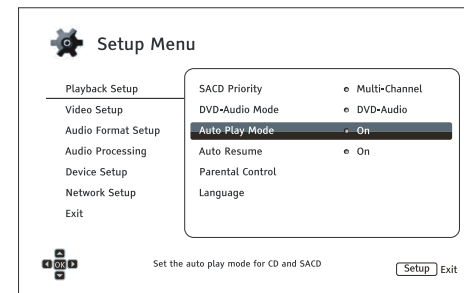 Setup Menu
Playback Setup
Video Setup
Audio Format Setup
Audio Processing
Device Setup
Network Setup
Exit
SACD Priority Multi-Channel
DVD-Audio Mode DVD-Audio
Auto Play Mode On
Auto Resume On
Parental Control
Language
OK
Set the auto play mode for CD and SACD
Setup Exit